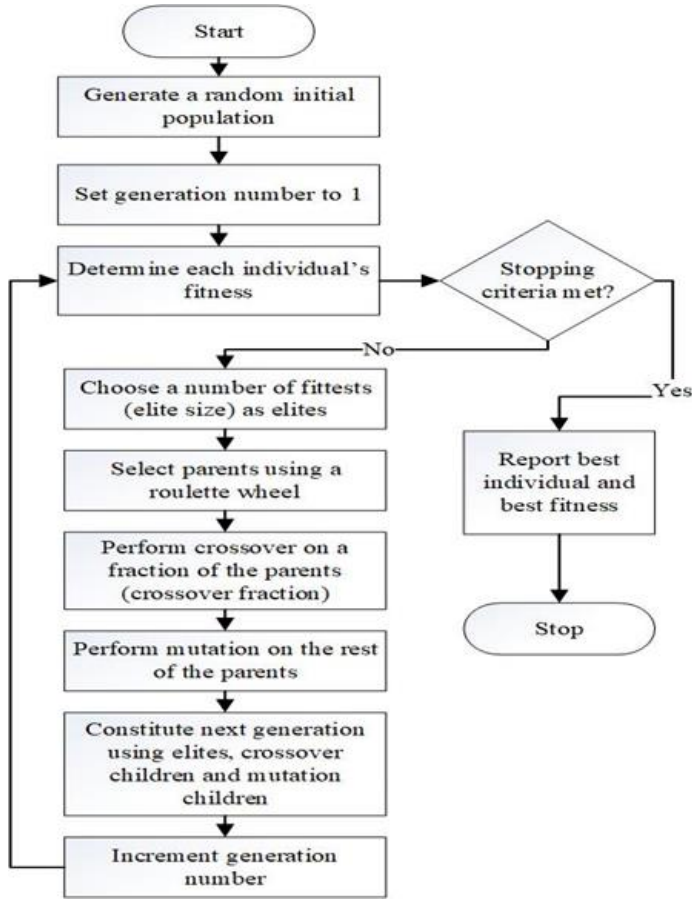 Start
Generate a random initial
population
Set generation number to 1
Determine each individual's
fitness
Stopping
criteria met?
No
Yes
Choose a number of fittests
(elite size) as elites
Select parents using a
roulette wheel
Perform crossover on a
fraction of the parents
(crossover fraction)
Perform mutation on the rest
of the parents
Constitute next generation
using elites, crossover
children and mutation
children
Increment generation
number
Report best
individual and
best fitness
Stop